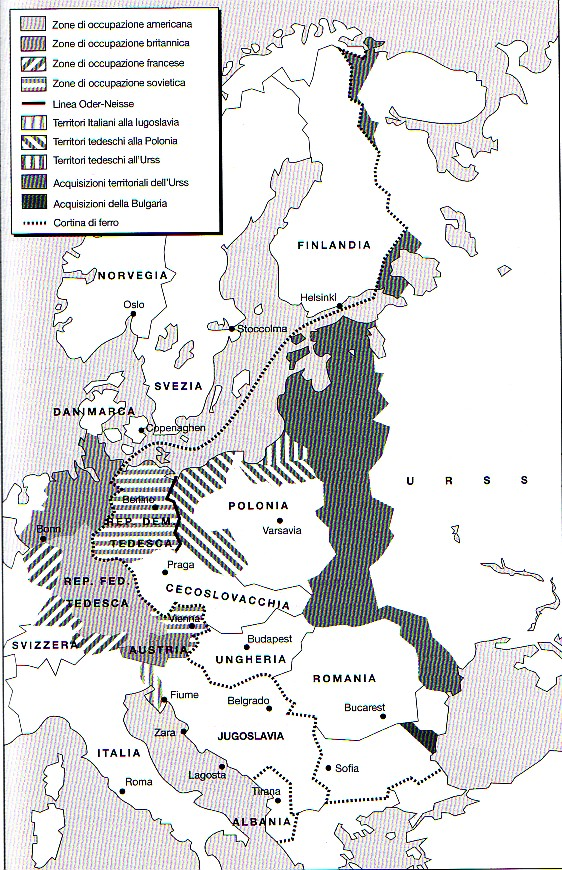 Zone di occupazione americana
Zone di occupazione britannica
Zone di occupazione francese
Zone di occupazione sovietica
Linea Oder-Neisse
Territori Italiani alla Iugoslavia
Territori tedeschi alla Polonia
Territori tedeschi all'Urss
Acquisizioni territoriali dell'Urss
Acquisizioni della Bulgaria
Cortina di ferro
FINLANDIA
NORVEGIA
Helsinki
Oslo
Stoccolma
SVEZIA
DANIMARCA
Copenaghen
URSS
Berlino
POLONIA
REP. DEM.
TEDESCA
Varsavia
Bonn
Praga
REP. FED.
TEDESCA
CECOSLOVACCHIA
Vienna
SVIZZERA
AUSTRIA
Budapest
UNGHERIA
ROMANIA
Fiume
Belgrado
Bucarest
Zara
JUGOSLAVIA
ITALIA
Lagosta
Sofia
Roma
Tirana
ALBANIA